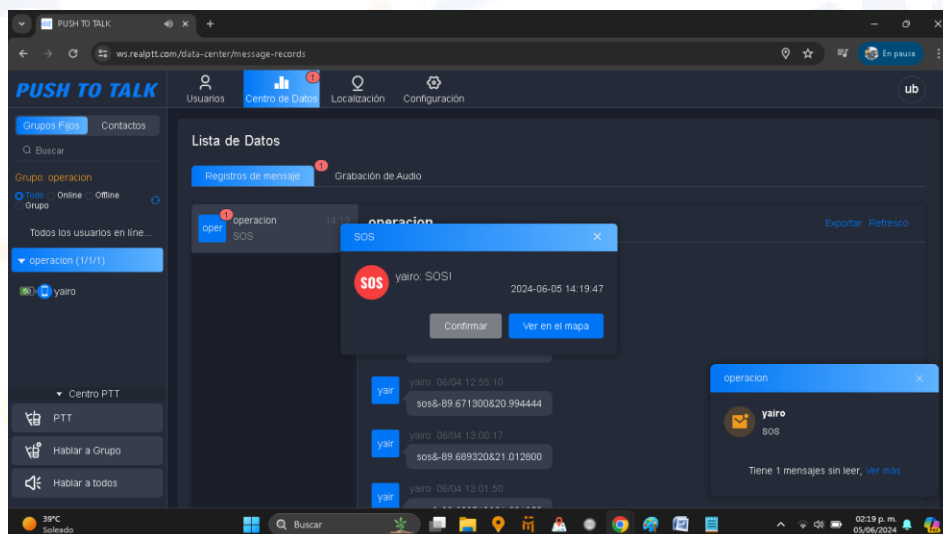 PUSH TO TALK
ws.realptt.com/data-center/message-records
En pausa
PUSH TO TALK
Usuarios
Centro de Datos
1
Localización
Configuración
ub
Grupos Fijos
Contactos
Buscar
Grupo: operacion
Todo
Online
Offline
Grupo
Todos los usuarios en líne...
operacion (1/1/1)
yairo
Centro PTT
PTT
Hablar a Grupo
Hablar a todos
Lista de Datos
Registros de mensaje
1
Grabación de Audio
oper
1
operacion
14:19
SOS
operacion
Exportar
Refresco
SOS
SOS
yairo: SOS!
2024-06-05 14:19:47
Confirmar
Ver en el mapa
yair
yairo 06/04 12:55:10
sos&-89.671300&20.994444
yair
yairo 06/04 13:00:17
sos&-89.689320&21.012800
yair
yairo 06/04 13:01:50
operacion
yairo
SOS
Tiene 1 mensajes sin leer, Ver más
39°C
Soleado
Buscar
02:19 p. m.
05/06/2024